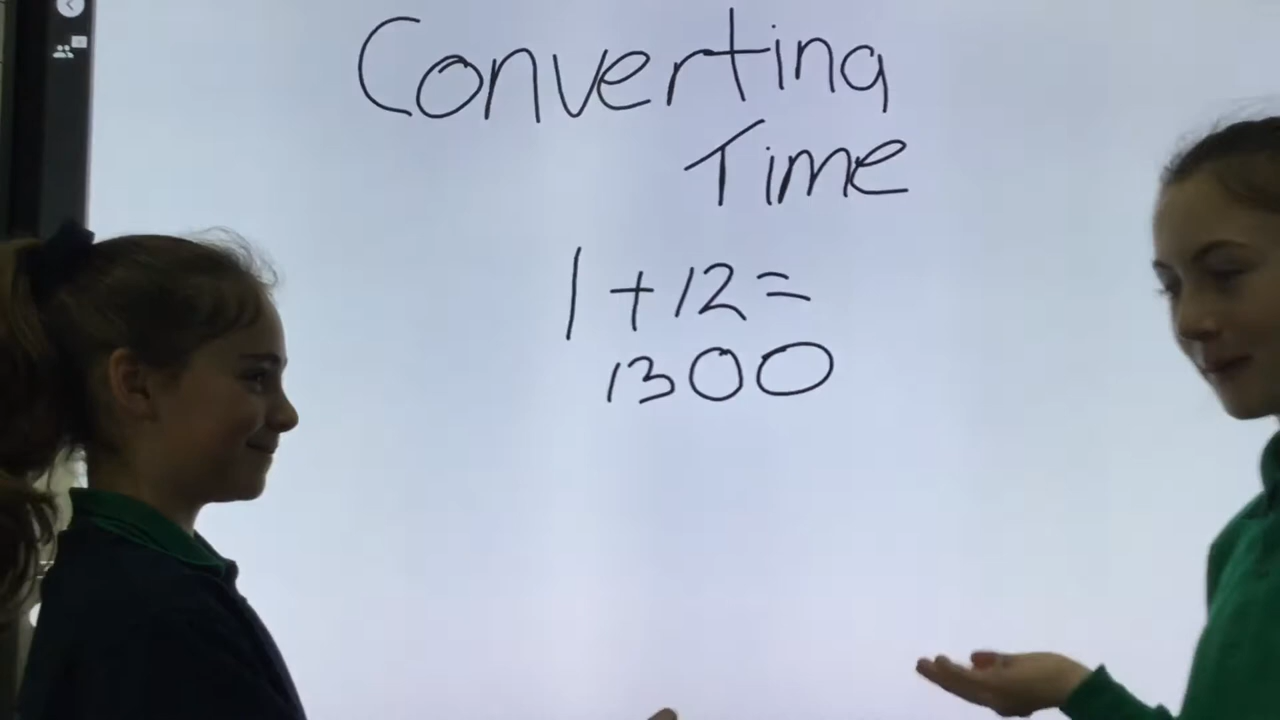 Converting
Time
1 + 12 =
1300